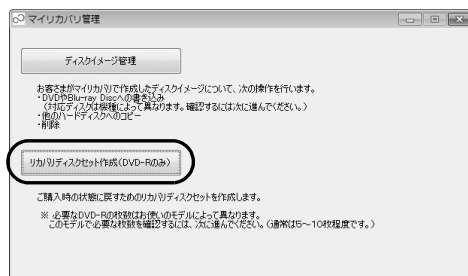 マイリカバリ管理
ディスクイメージ管理
お客さまがマイリカバリで作成したディスクイメージについて、次の操作を行います。
・DVDやBlu-ray Discへの書き込み
（対応ディスクは機種によって異なります。確認するには次に進んでください。）
・他のハードディスクへのコピー
・削除
リカバリディスクセット作成(DVD-Rのみ)
ご購入時の状態に戻すためのリカバリディスクセットを作成します。
※ 必要なDVD-Rの枚数はお使いのモデルによって異なります。
このモデルで必要な枚数を確認するには、次に進んでください。（通常は5～10枚程度です。）